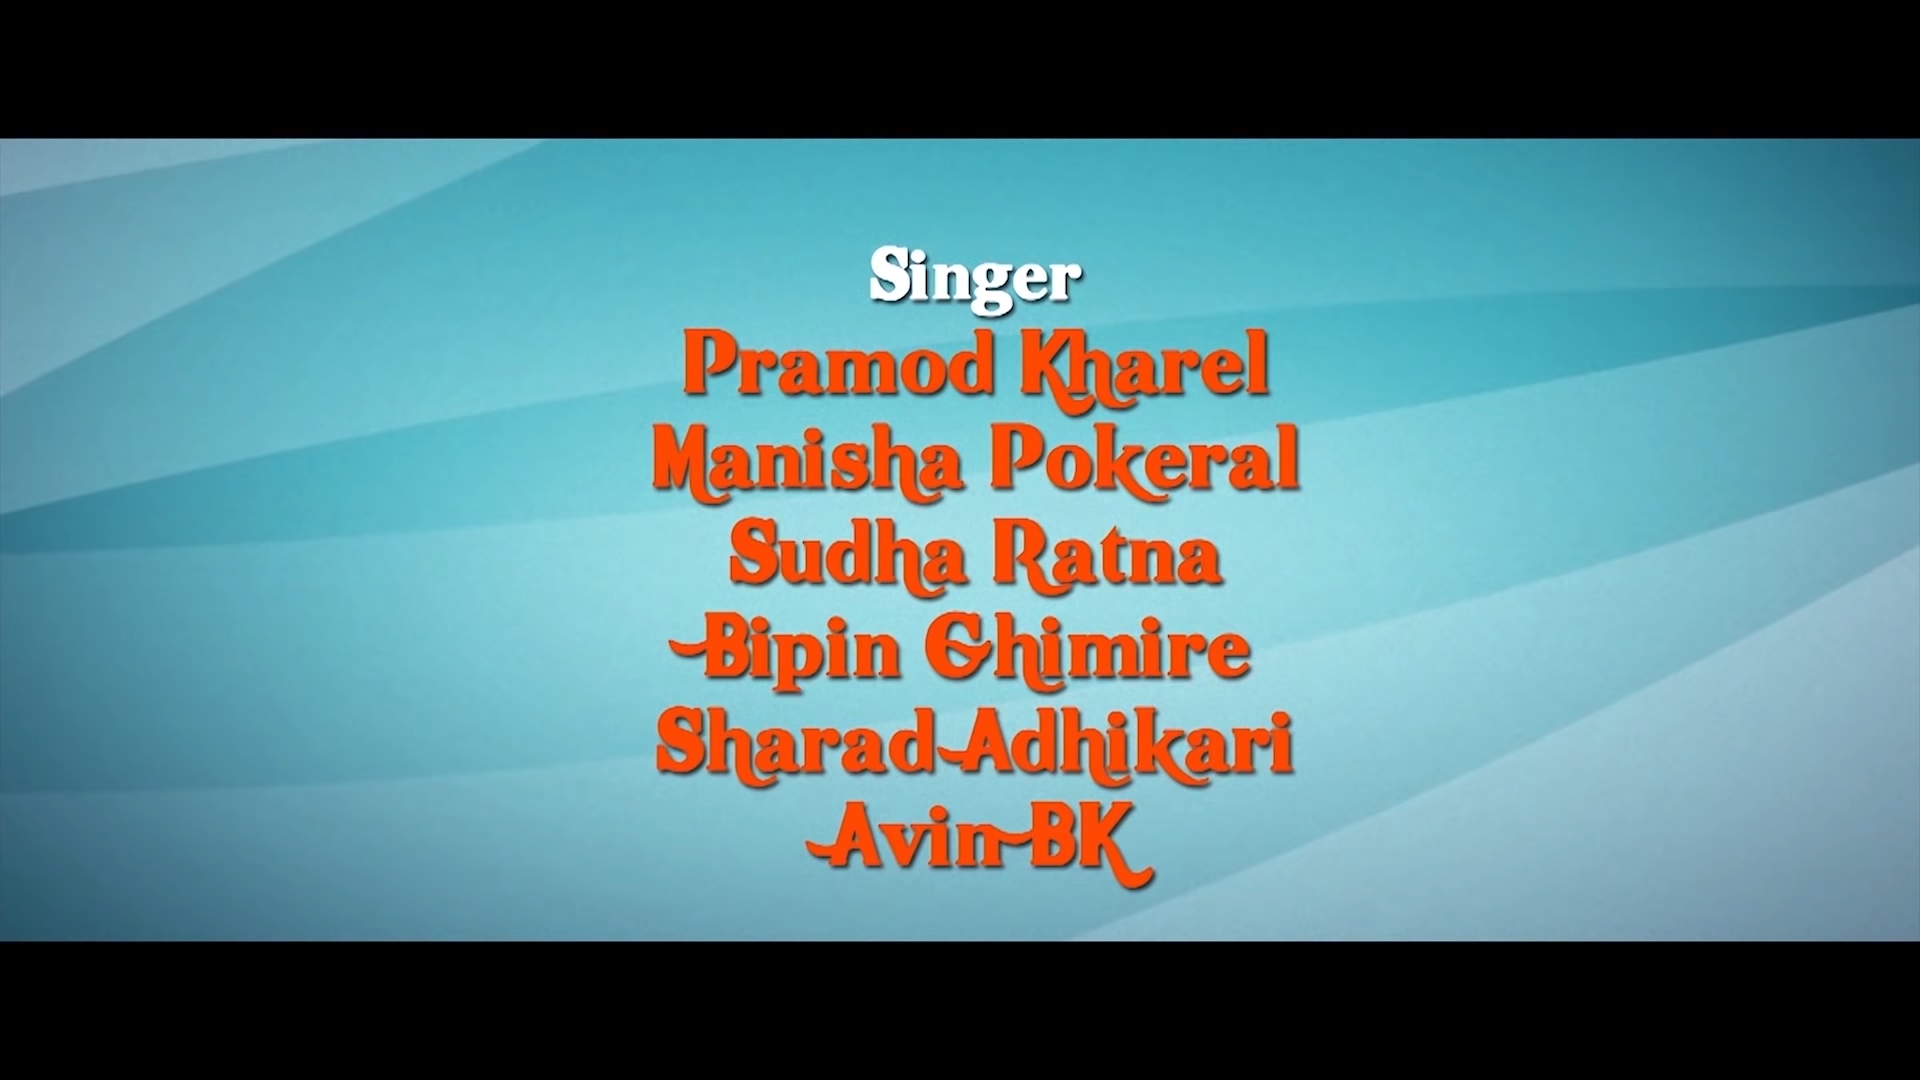 Singer
Pramod Kharel
Manisha Pokeral
Sudha Ratna
Bipin Ghimire
Sharad Adhikari
Avin BK